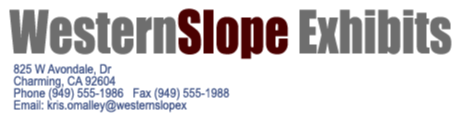 WesternSlope Exhibits
825 W Avondale, Dr
Charming, CA 92604
Phone (949) 555-1986 Fax (949) 555-1988
Email: kris.omalley@westernslopex